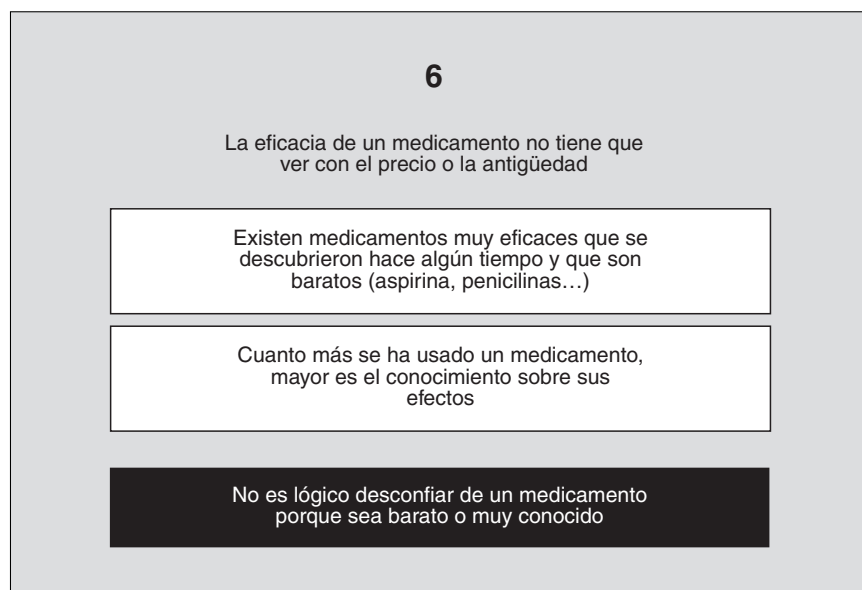 6
La eficacia de un medicamento no tiene que
ver con el precio o la antigüedad
Existen medicamentos muy eficaces que se
descubrieron hace algún tiempo y que son
baratos (aspirina, penicilinas…)
Cuanto más se ha usado un medicamento,
mayor es el conocimiento sobre sus
efectos
No es lógico desconfiar de un medicamento
porque sea barato o muy conocido